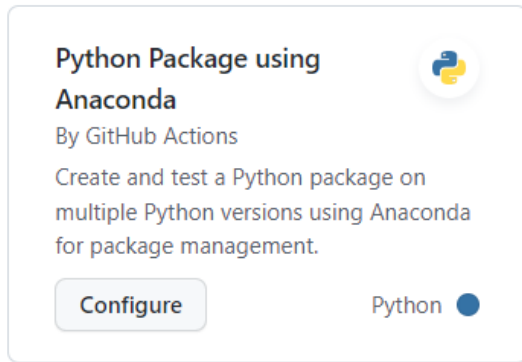 Python Package using
Anaconda
By GitHub Actions
Create and test a Python package on
multiple Python versions using Anaconda
for package management.
Configure
Python